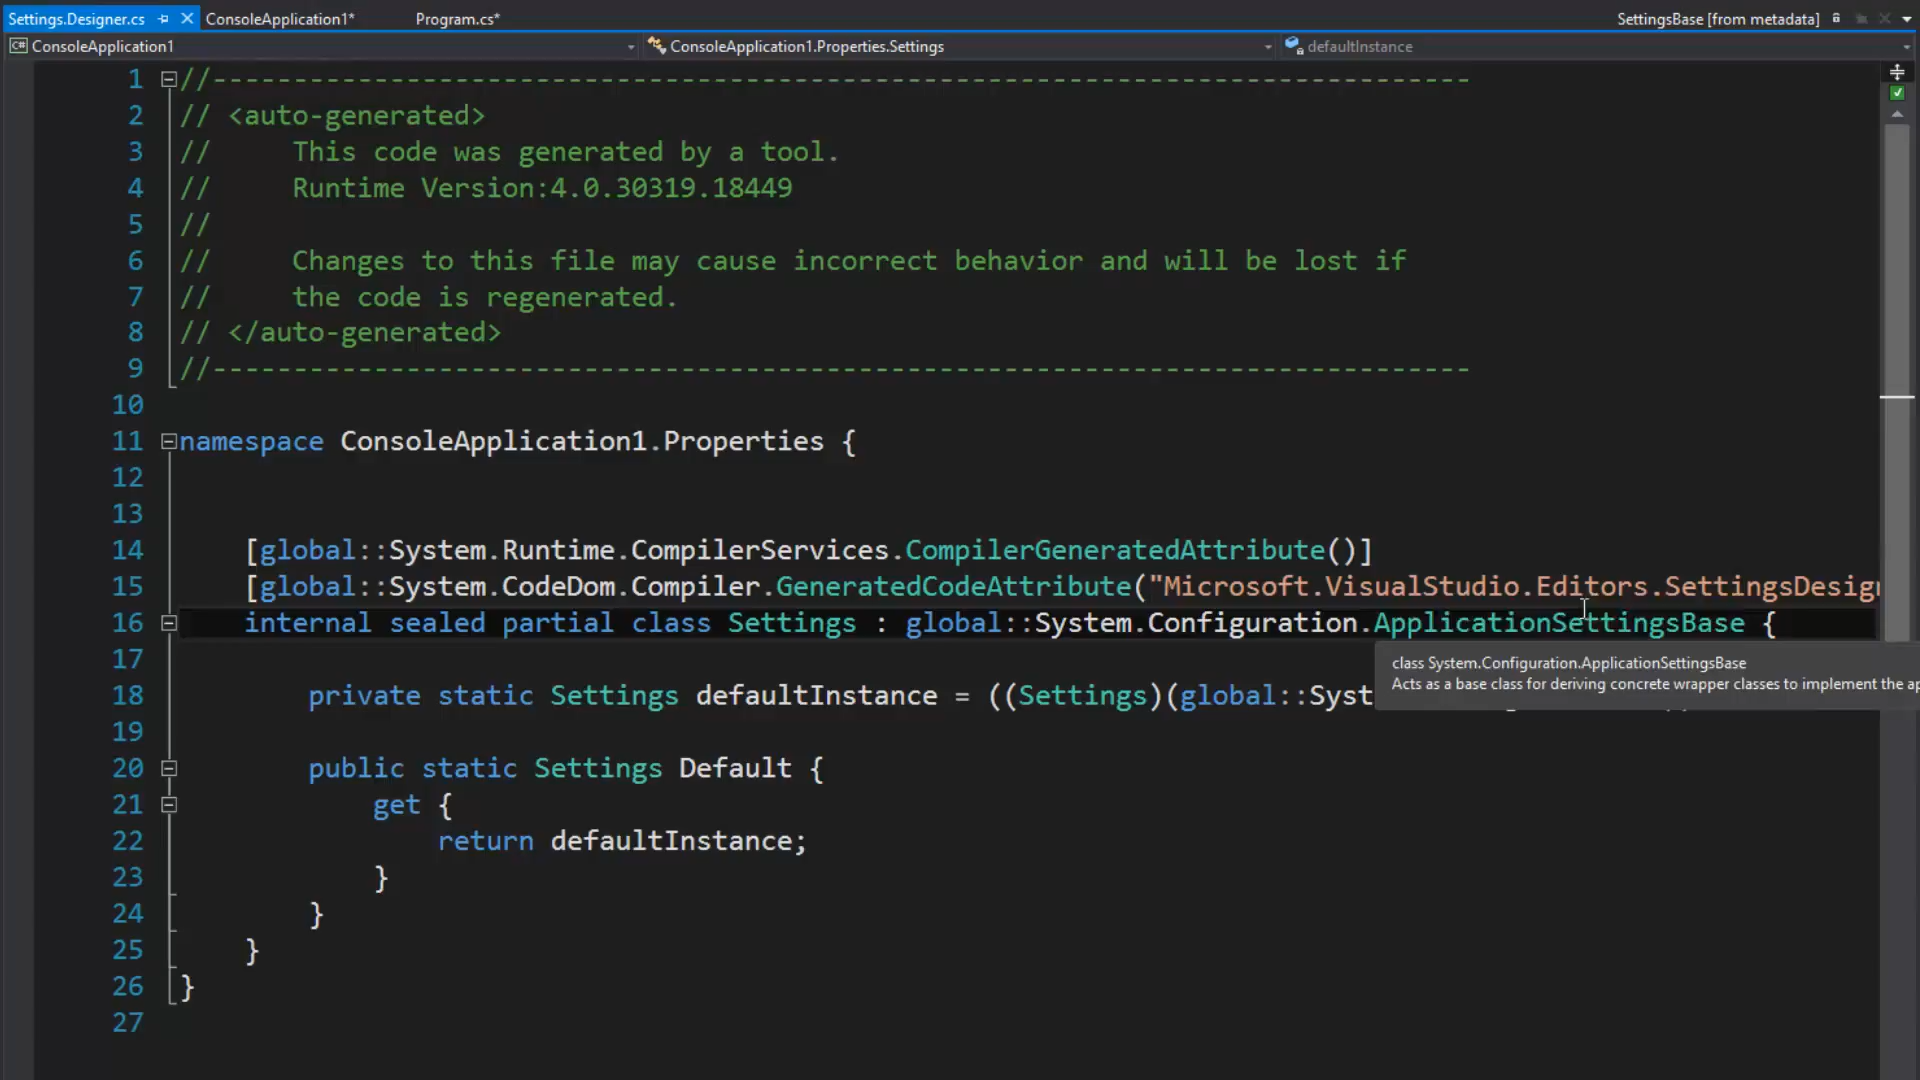 Settings.Designer.cs ConsoleApplication1* Program.cs* SettingsBase [from metadata]
C# ConsoleApplication1 ConsoleApplication1.Properties.Settings defaultInstance
1 //------------------------------------------------------------------------------
2 // <auto-generated>
3 //     This code was generated by a tool.
4 //     Runtime Version:4.0.30319.18449
5 //
6 //     Changes to this file may cause incorrect behavior and will be lost if
7 //     the code is regenerated.
8 // </auto-generated>
9 //------------------------------------------------------------------------------
10
11 namespace ConsoleApplication1.Properties {
12
13
14     [global::System.Runtime.CompilerServices.CompilerGeneratedAttribute()]
15     [global::System.CodeDom.Compiler.GeneratedCodeAttribute("Microsoft.VisualStudio.Editors.SettingsDesign
16     internal sealed partial class Settings : global::System.Configuration.ApplicationSettingsBase {
class System.Configuration.ApplicationSettingsBase
Acts as a base class for deriving concrete wrapper classes to implement the ap
17
18         private static Settings defaultInstance = ((Settings)(global::Syst
19
20         public static Settings Default {
21             get {
22                 return defaultInstance;
23             }
24         }
25     }
26 }
27